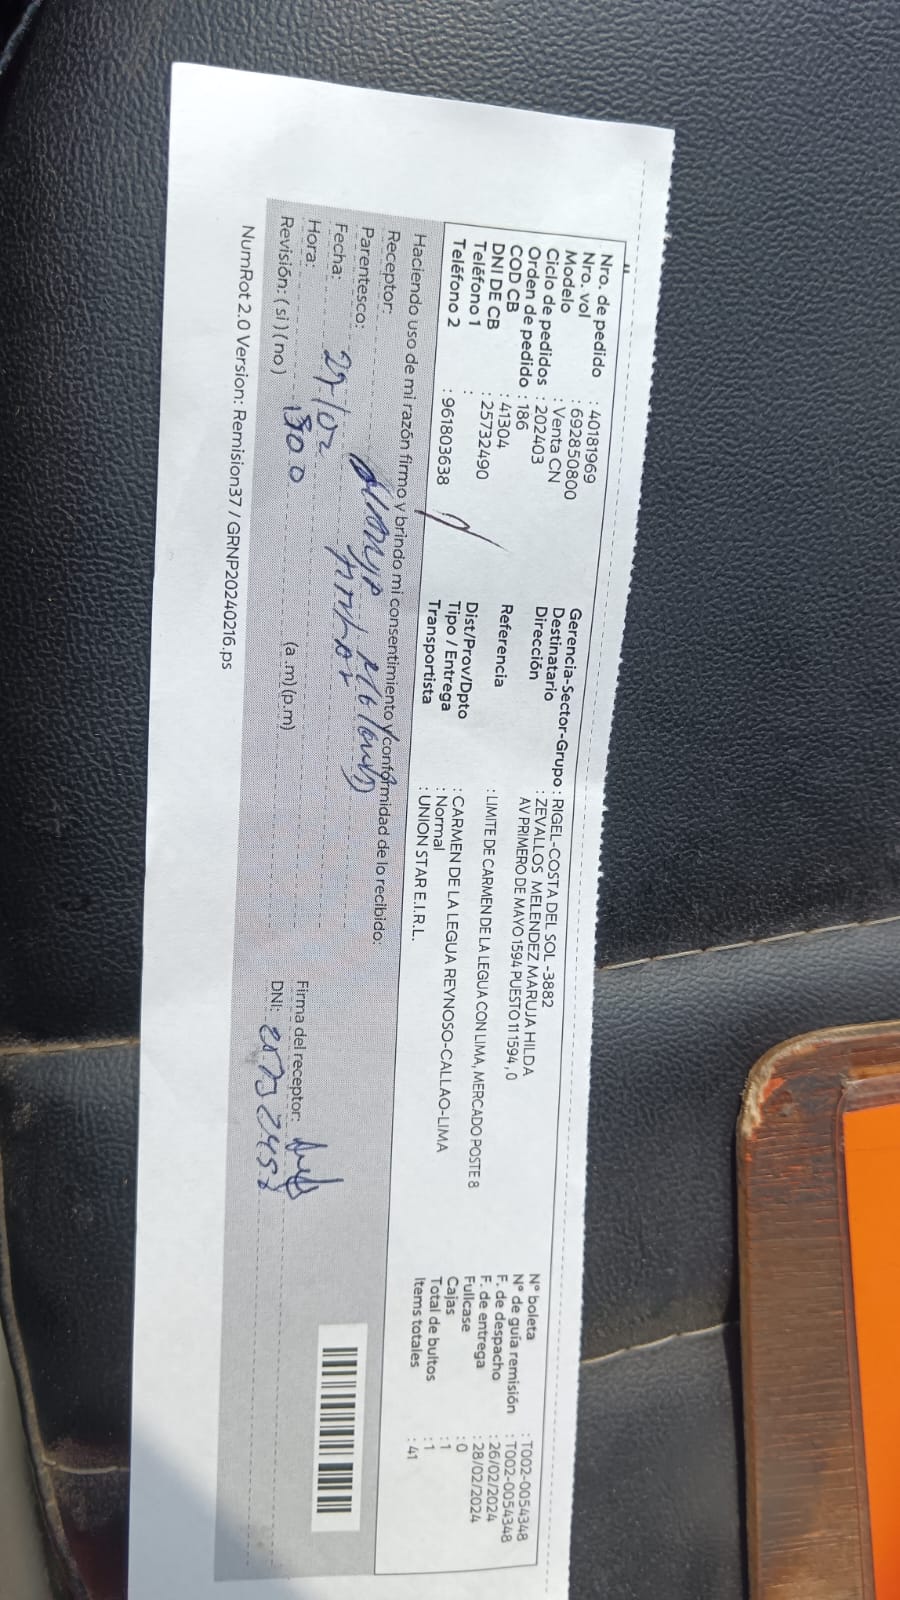 Nro. de pedido : 40181969
Nro. vol : 692850800
Modelo : Venta CN
Ciclo de pedidos : 202403
Orden de pedido : 186
COD CB : 41304
DNI DE CB : 25732490
Teléfono 1 :
Teléfono 2 : 961803638
Gerencia-Sector-Grupo : RIGEL-COSTA DEL SOL -3882
Destinatario : ZEVALLOS MELENDEZ MARUJA HILDA
Dirección AV PRIMERO DE MAYO 1594 PUESTO 11 1594 , 0
Referencia : LIMITE DE CARMEN DE LA LEGUA CON LIMA, MERCADO POSTE 8
Dist/Prov/Dpto : CARMEN DE LA LEGUA REYNOSO-CALLAO-LIMA
Tipo / Entrega : Normal
Transportista : UNION STAR E.I.R.L.
N° boleta : T002-0054348
N° de guía remisión : T002-0054348
F. de despacho : 26/02/2024
F. de entrega : 28/02/2024
Fullcase : 0
Cajas : 1
Total de bultos : 1
Items totales : 41
Haciendo uso de mi razón firmo y brindo mi consentimiento y conformidad de lo recibido:
Receptor:
Parentesco:
Fecha:
Hora: (a .m) (p.m)
Revisión: ( si ) ( no )
Firma del receptor:
DNI:
NumRot 2.0 Version: Remision37 / GRNP20240216.ps